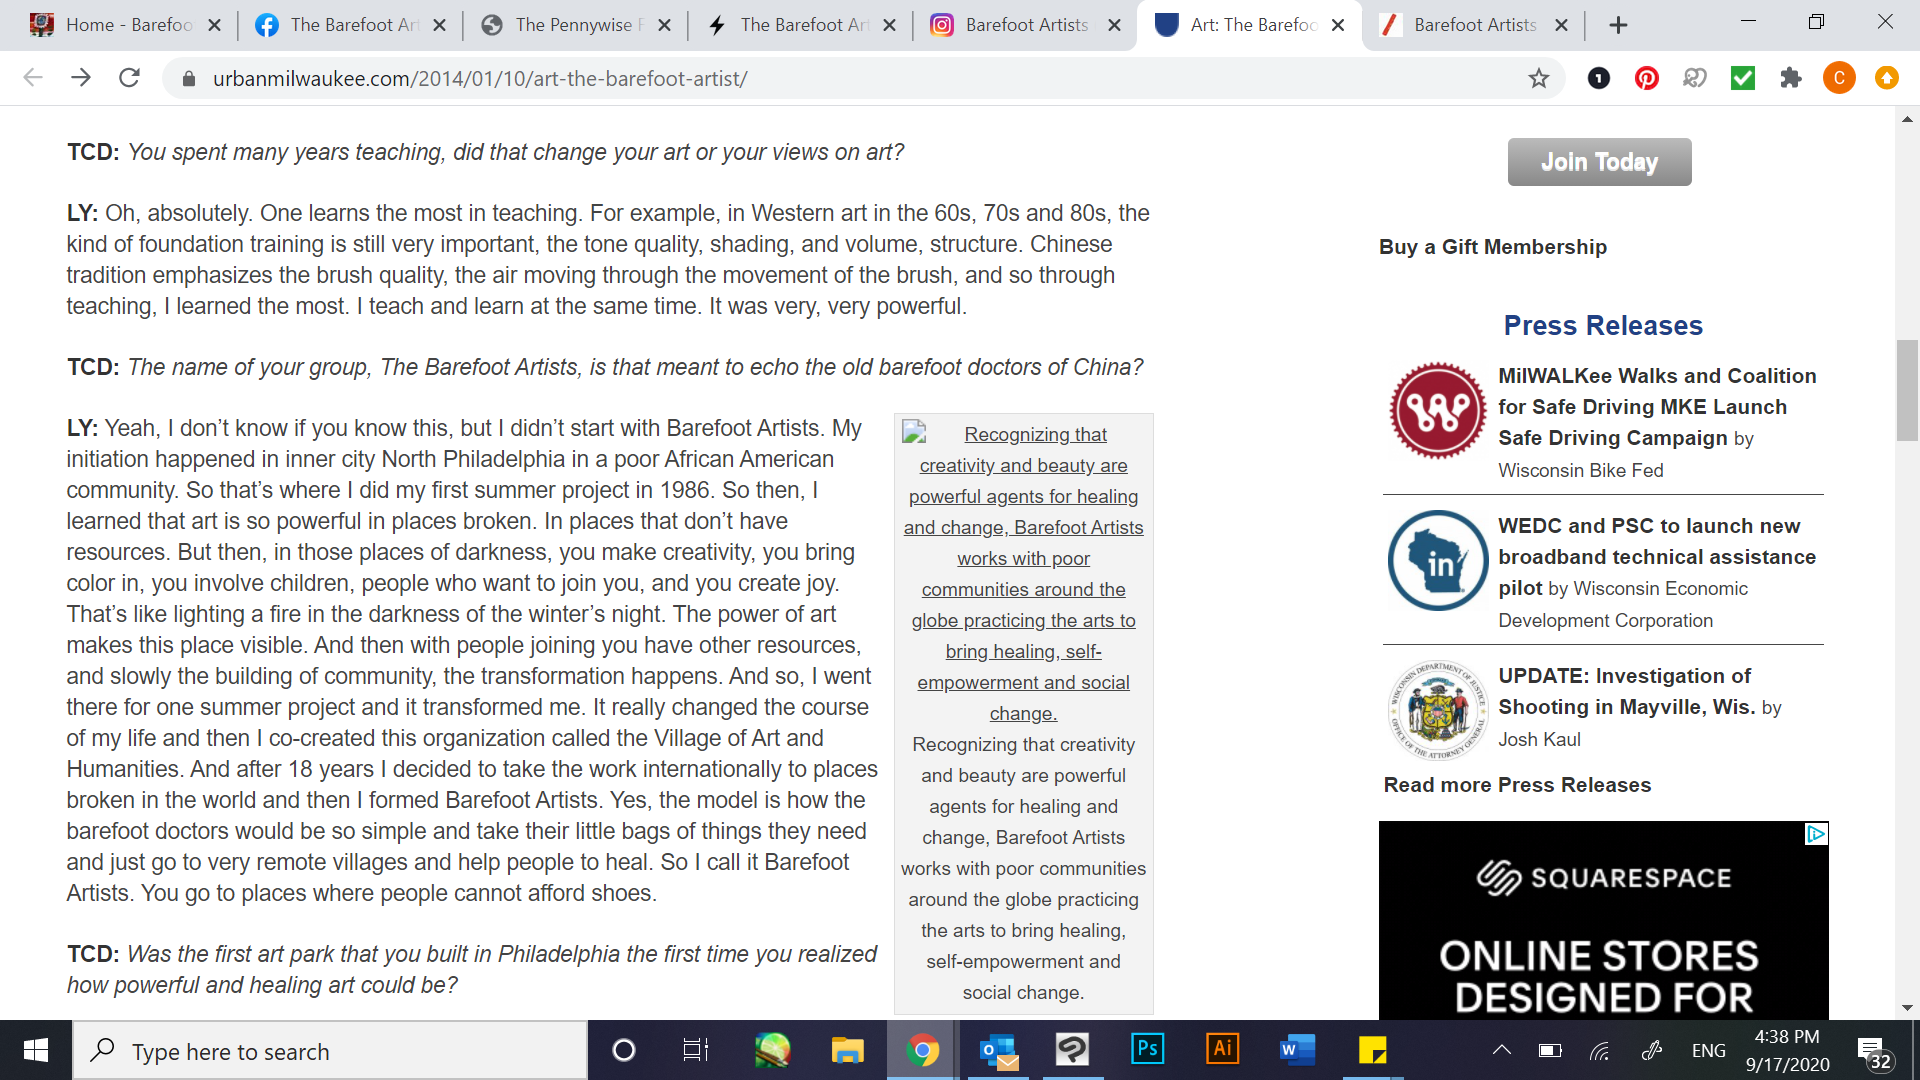 Home - Barefoo
The Barefoot Art
The Pennywise F
The Barefoot Art
Barefoot Artists
Art: The Barefoo
Barefoot Artists
urbanmilwaukee.com/2014/01/10/art-the-barefoot-artist/
C
TCD: You spent many years teaching, did that change your art or your views on art?
LY: Oh, absolutely. One learns the most in teaching. For example, in Western art in the 60s, 70s and 80s, the
kind of foundation training is still very important, the tone quality, shading, and volume, structure. Chinese
tradition emphasizes the brush quality, the air moving through the movement of the brush, and so through
teaching, I learned the most. I teach and learn at the same time. It was very, very powerful.
TCD: The name of your group, The Barefoot Artists, is that meant to echo the old barefoot doctors of China?
LY: Yeah, I don’t know if you know this, but I didn’t start with Barefoot Artists. My
initiation happened in inner city North Philadelphia in a poor African American
community. So that’s where I did my first summer project in 1986. So then, I
learned that art is so powerful in places broken. In places that don’t have
resources. But then, in those places of darkness, you make creativity, you bring
color in, you involve children, people who want to join you, and you create joy.
That’s like lighting a fire in the darkness of the winter’s night. The power of art
makes this place visible. And then with people joining you have other resources,
and slowly the building of community, the transformation happens. And so, I went
there for one summer project and it transformed me. It really changed the course
of my life and then I co-created this organization called the Village of Art and
Humanities. And after 18 years I decided to take the work internationally to places
broken in the world and then I formed Barefoot Artists. Yes, the model is how the
barefoot doctors would be so simple and take their little bags of things they need
and just go to very remote villages and help people to heal. So I call it Barefoot
Artists. You go to places where people cannot afford shoes.
TCD: Was the first art park that you built in Philadelphia the first time you realized
how powerful and healing art could be?
Recognizing that
creativity and beauty are
powerful agents for healing
and change, Barefoot Artists
works with poor
communities around the
globe practicing the arts to
bring healing, self-
empowerment and social
change.
Recognizing that creativity
and beauty are powerful
agents for healing and
change, Barefoot Artists
works with poor communities
around the globe practicing
the arts to bring healing,
self-empowerment and
social change.
Join Today
Buy a Gift Membership
Press Releases
MilWALKee Walks and Coalition
for Safe Driving MKE Launch
Safe Driving Campaign by
Wisconsin Bike Fed
in
WEDC and PSC to launch new
broadband technical assistance
pilot by Wisconsin Economic
Development Corporation
WISCONSIN DEPARTMENT OF JUSTICE
OFFICE OF THE ATTORNEY GENERAL
UPDATE: Investigation of
Shooting in Mayville, Wis. by
Josh Kaul
Read more Press Releases
SQUARESPACE
ONLINE STORES
DESIGNED FOR
Type here to search
Ps
Ai
ENG
4:38 PM
9/17/2020
32